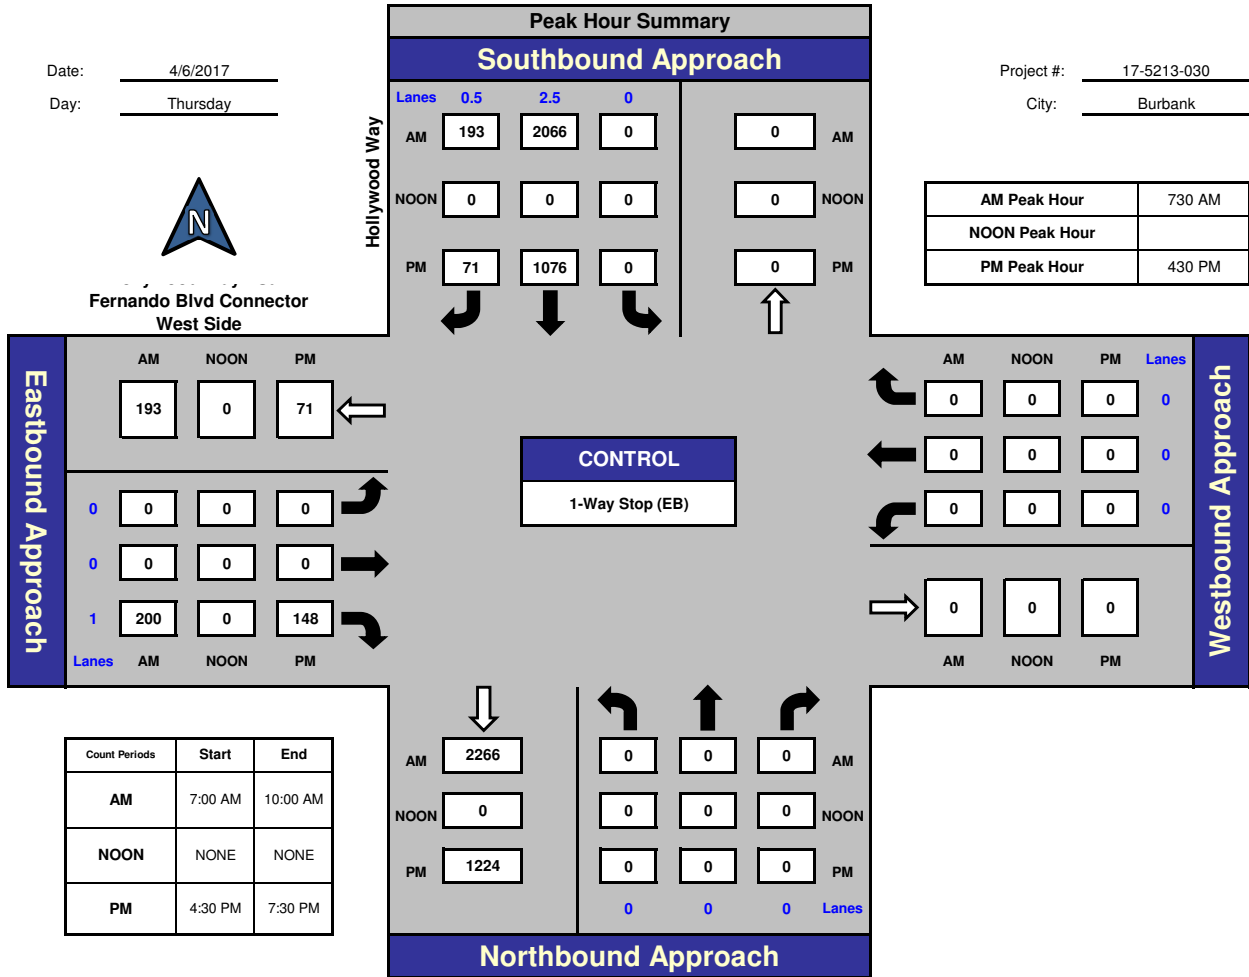 Peak Hour Summary
Southbound Approach
Date: 4/6/2017
Day: Thursday
Project #: 17-5213-030
City: Burbank
N
Fernando Blvd Connector
West Side
Hollywood Way
Lanes 0.5 2.5 0
AM 193 2066 0 0 AM
NOON 0 0 0 0 NOON
PM 71 1076 0 0 PM
AM Peak Hour 730 AM
NOON Peak Hour
PM Peak Hour 430 PM
Eastbound Approach
AM NOON PM
193 0 71
0 0 0 0
0 0 0 0
1 200 0 148
Lanes AM NOON PM
CONTROL
1-Way Stop (EB)
AM NOON PM Lanes
0 0 0 0
0 0 0 0
0 0 0 0
0 0 0
AM NOON PM
Westbound Approach
Count Periods Start End
AM 7:00 AM 10:00 AM
NOON NONE NONE
PM 4:30 PM 7:30 PM
AM 2266 0 0 0 AM
NOON 0 0 0 0 NOON
PM 1224 0 0 0 PM
0 0 0 Lanes
Northbound Approach